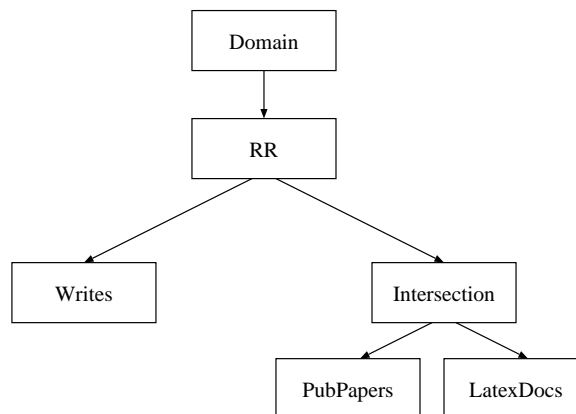 Domain
RR
Writes
Intersection
PubPapers
LatexDocs